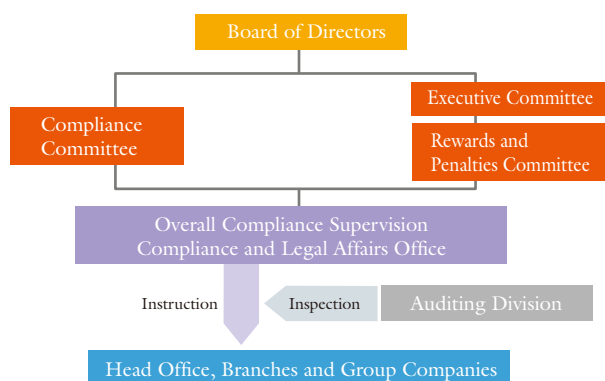 Board of Directors
Compliance
Committee
Executive Committee
Rewards and
Penalties Committee
Overall Compliance Supervision
Compliance and Legal Affairs Office
Instruction
Inspection
Auditing Division
Head Office, Branches and Group Companies